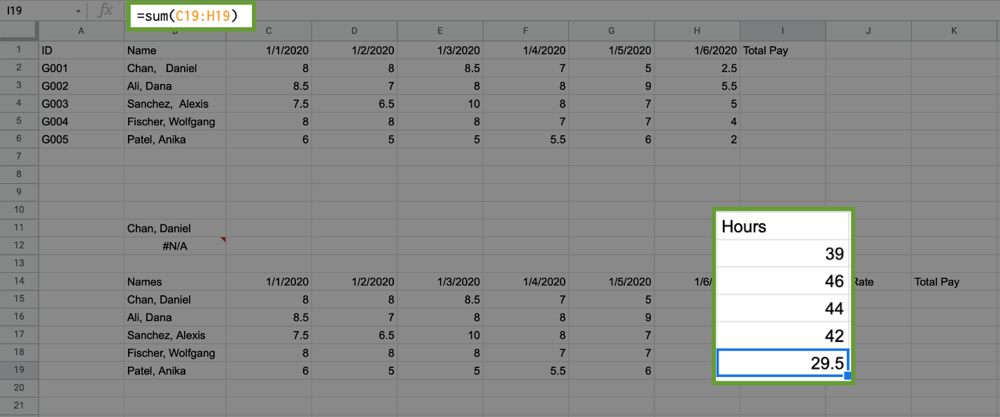 I19 fx =sum(C19:H19)
A C D E F G H I J K
1 ID Name 1/1/2020 1/2/2020 1/3/2020 1/4/2020 1/5/2020 1/6/2020 Total Pay
2 G001 Chan, Daniel 8 8 8.5 7 5 2.5
3 G002 Ali, Dana 8.5 7 8 8 9 5.5
4 G003 Sanchez, Alexis 7.5 6.5 10 8 7 5
5 G004 Fischer, Wolfgang 8 8 8 7 7 4
6 G005 Patel, Anika 6 5 5 5.5 6 2
7
8
9
10
11 Chan, Daniel
12 #N/A
13
14 Names 1/1/2020 1/2/2020 1/3/2020 1/4/2020 1/5/2020 1/6/ Hours Rate Total Pay
15 Chan, Daniel 8 8 8.5 7 5 39
16 Ali, Dana 8.5 7 8 8 9 46
17 Sanchez, Alexis 7.5 6.5 10 8 7 44
18 Fischer, Wolfgang 8 8 8 7 7 42
19 Patel, Anika 6 5 5 5.5 6 29.5
20
21